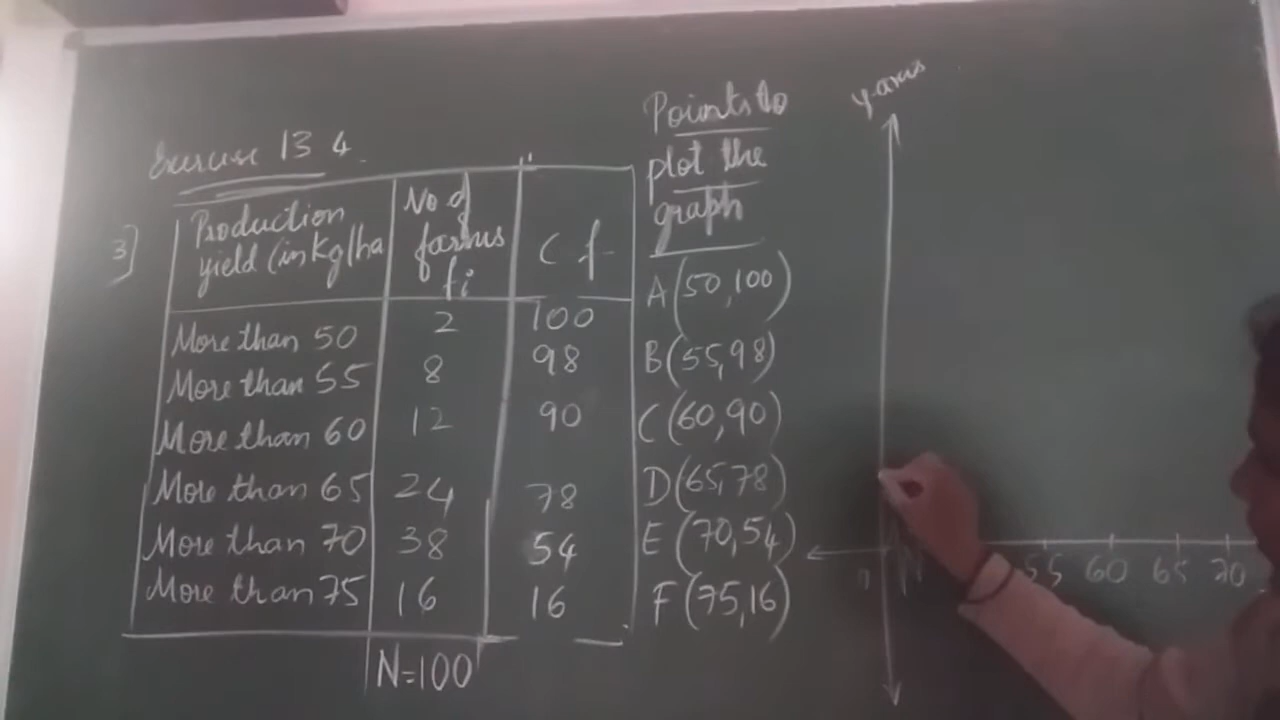 Exercise 13.4.
3]
Production yield (in Kg/ha
No of farms fi
C f
More than 50 2 100
More than 55 8 98
More than 60 12 90
More than 65 24 78
More than 70 38 54
More than 75 16 16
N=100
Points to
plot the
graph
A(50,100)
B(55,98)
C(60,90)
D(65,78)
E(70,54)
F(75,16)
y-axis
55 60 65 70